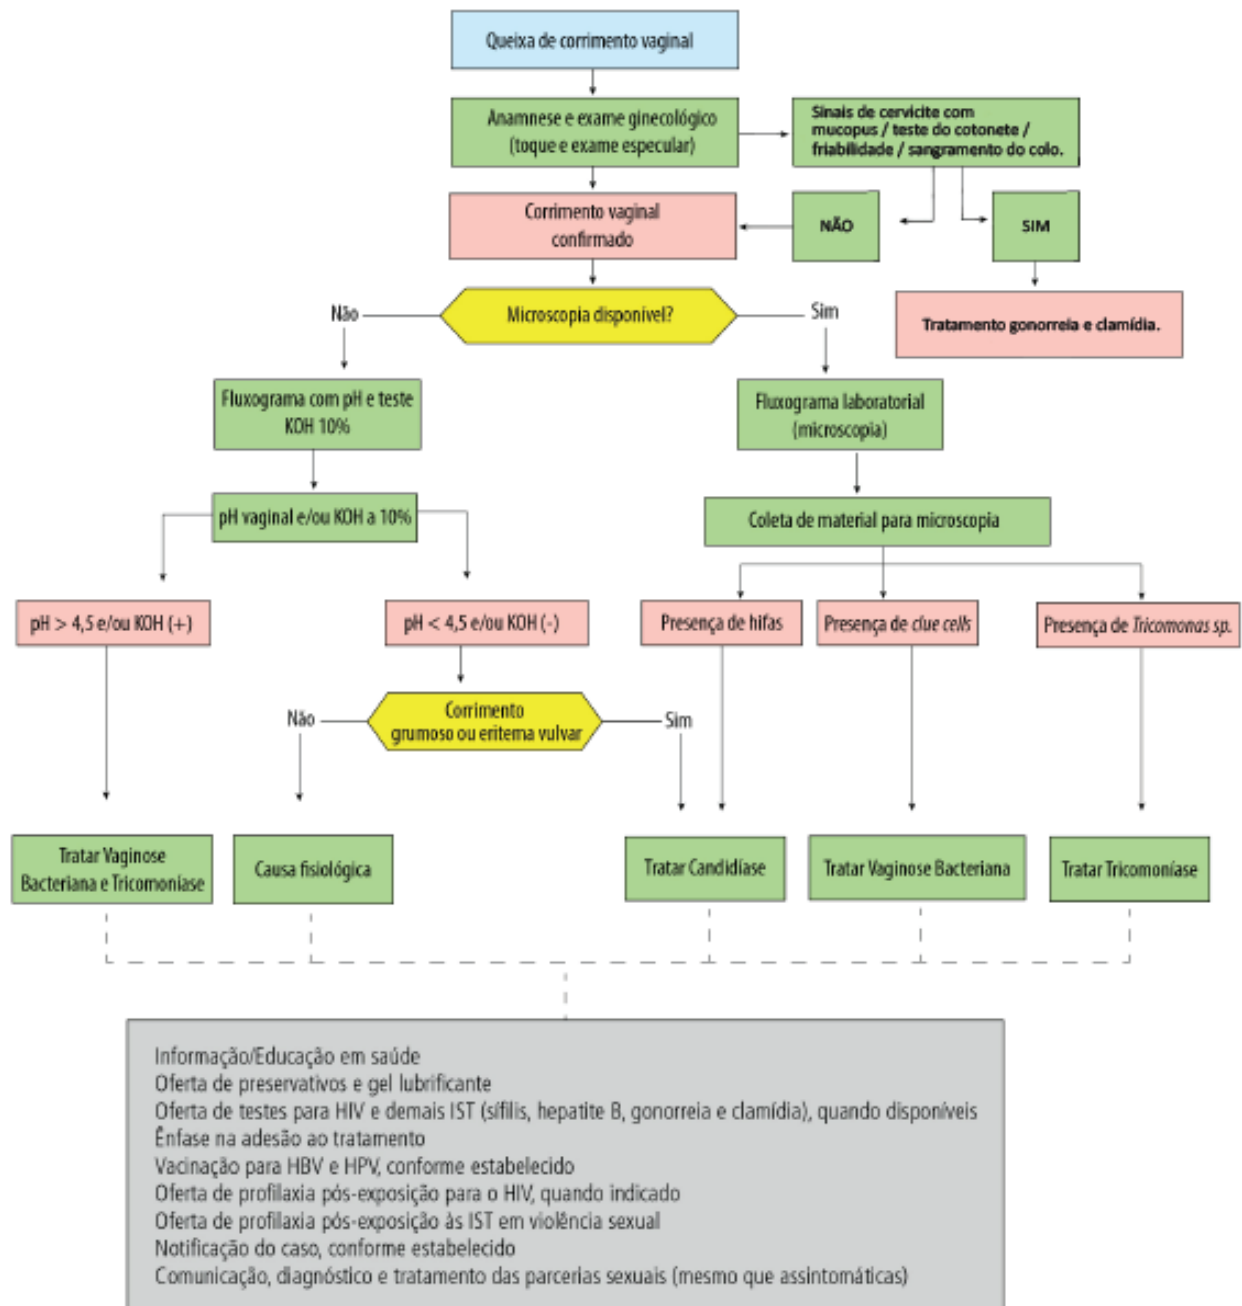 Queixa de corrimento vaginal
Anamnese e exame ginecológico
(toque e exame especular)
Sinais de cervicite com
mucopus / teste do cotonete /
friabilidade / sangramento do colo.
Corrimento vaginal
confirmado
NÃO
SIM
Tratamento gonorreia e clamídia.
Não
Microscopia disponível?
Sim
Fluxograma com pH e teste
KOH 10%
Fluxograma laboratorial
(microscopia)
pH vaginal e/ou KOH a 10%
Coleta de material para microscopia
pH > 4,5 e/ou KOH (+)
pH < 4,5 e/ou KOH (-)
Presença de hifas
Presença de clue cells
Presença de Tricomonas sp.
Não
Corrimento
grumoso ou eritema vulvar
Sim
Tratar Vaginose
Bacteriana e Tricomoníase
Causa fisiológica
Tratar Candidíase
Tratar Vaginose Bacteriana
Tratar Tricomoníase
Informação/Educação em saúde
Oferta de preservativos e gel lubrificante
Oferta de testes para HIV e demais IST (sífilis, hepatite B, gonorreia e clamídia), quando disponíveis
Ênfase na adesão ao tratamento
Vacinação para HBV e HPV, conforme estabelecido
Oferta de profilaxia pós-exposição para o HIV, quando indicado
Oferta de profilaxia pós-exposição às IST em violência sexual
Notificação do caso, conforme estabelecido
Comunicação, diagnóstico e tratamento das parcerias sexuais (mesmo que assintomáticas)